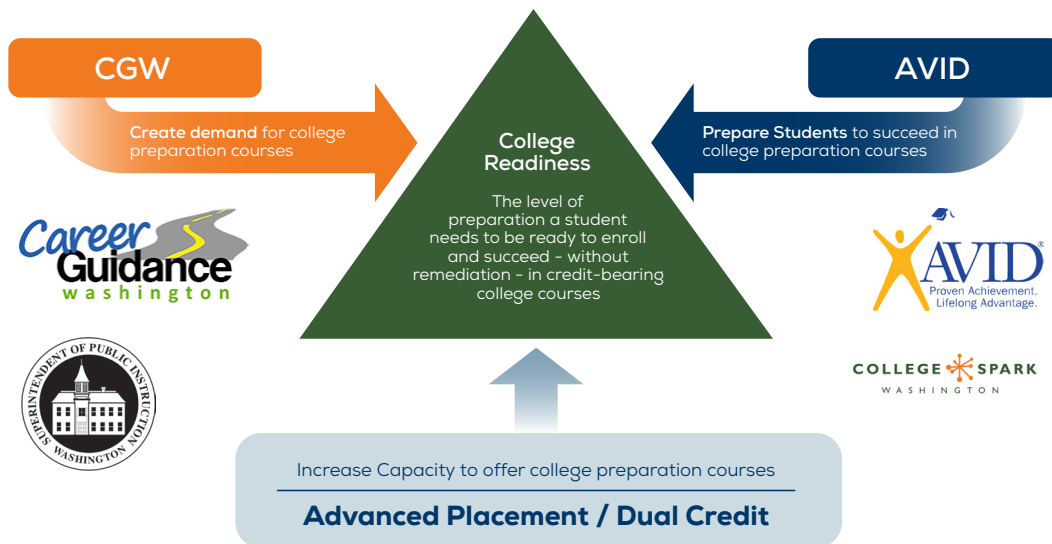 CGW
Create demand for college
preparation courses
AVID
Prepare Students to succeed in
college preparation courses
College
Readiness
The level of
preparation a student
needs to be ready to enroll
and succeed - without
remediation - in credit-bearing
college courses
Career
Guidance
washington
SUPERINTENDENT OF PUBLIC INSTRUCTION
WASHINGTON
AVID®
Proven Achievement.
Lifelong Advantage.
COLLEGE SPARK
WASHINGTON
Increase Capacity to offer college preparation courses
Advanced Placement / Dual Credit